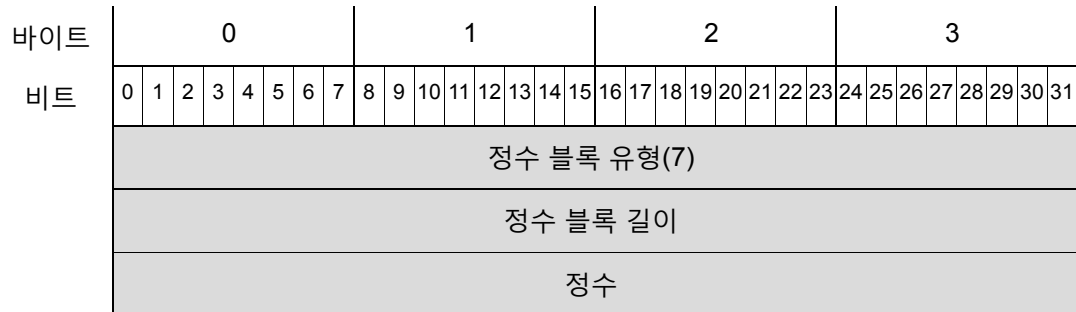 바이트 0 1 2 3
비트 0 1 2 3 4 5 6 7 8 9 10 11 12 13 14 15 16 17 18 19 20 21 22 23 24 25 26 27 28 29 30 31
정수 블록 유형(7)
정수 블록 길이
정수